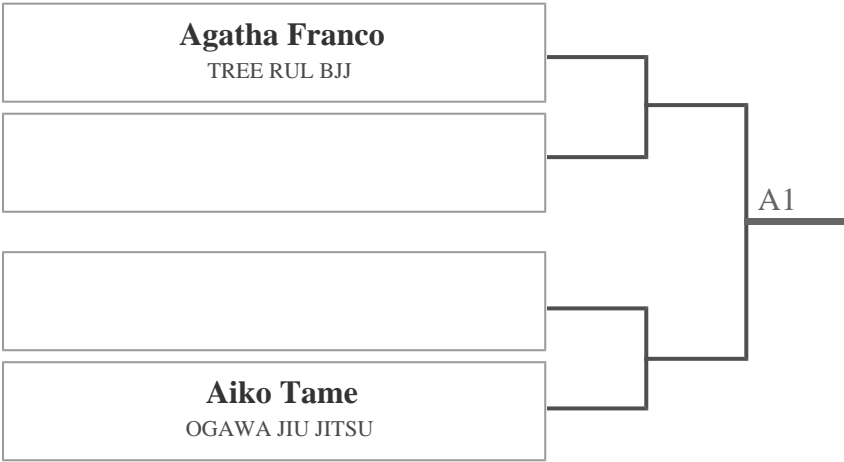 Agatha Franco
TREE RUL BJJ
A1
Aiko Tame
OGAWA JIU JITSU